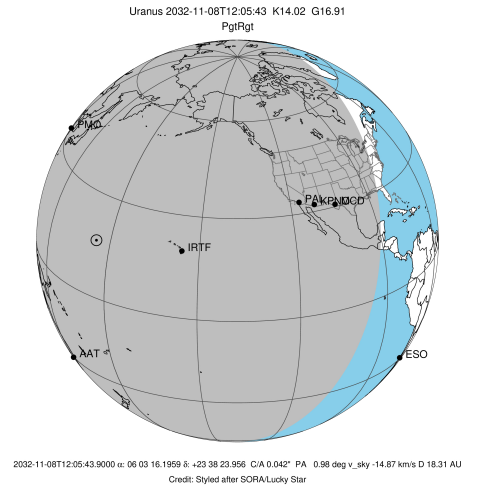 Uranus 2032-11-08T12:05:43  K14.02  G16.91
PgtRgt
PMO
PAL
KPNO
MCD
IRTF
AAT
ESO
2032-11-08T12:05:43.9000 α: 06 03 16.1959 δ: +23 38 23.956  C/A 0.042"  PA   0.98 deg v_sky -14.87 km/s D 18.31 AU
Credit: Styled after SORA/Lucky Star